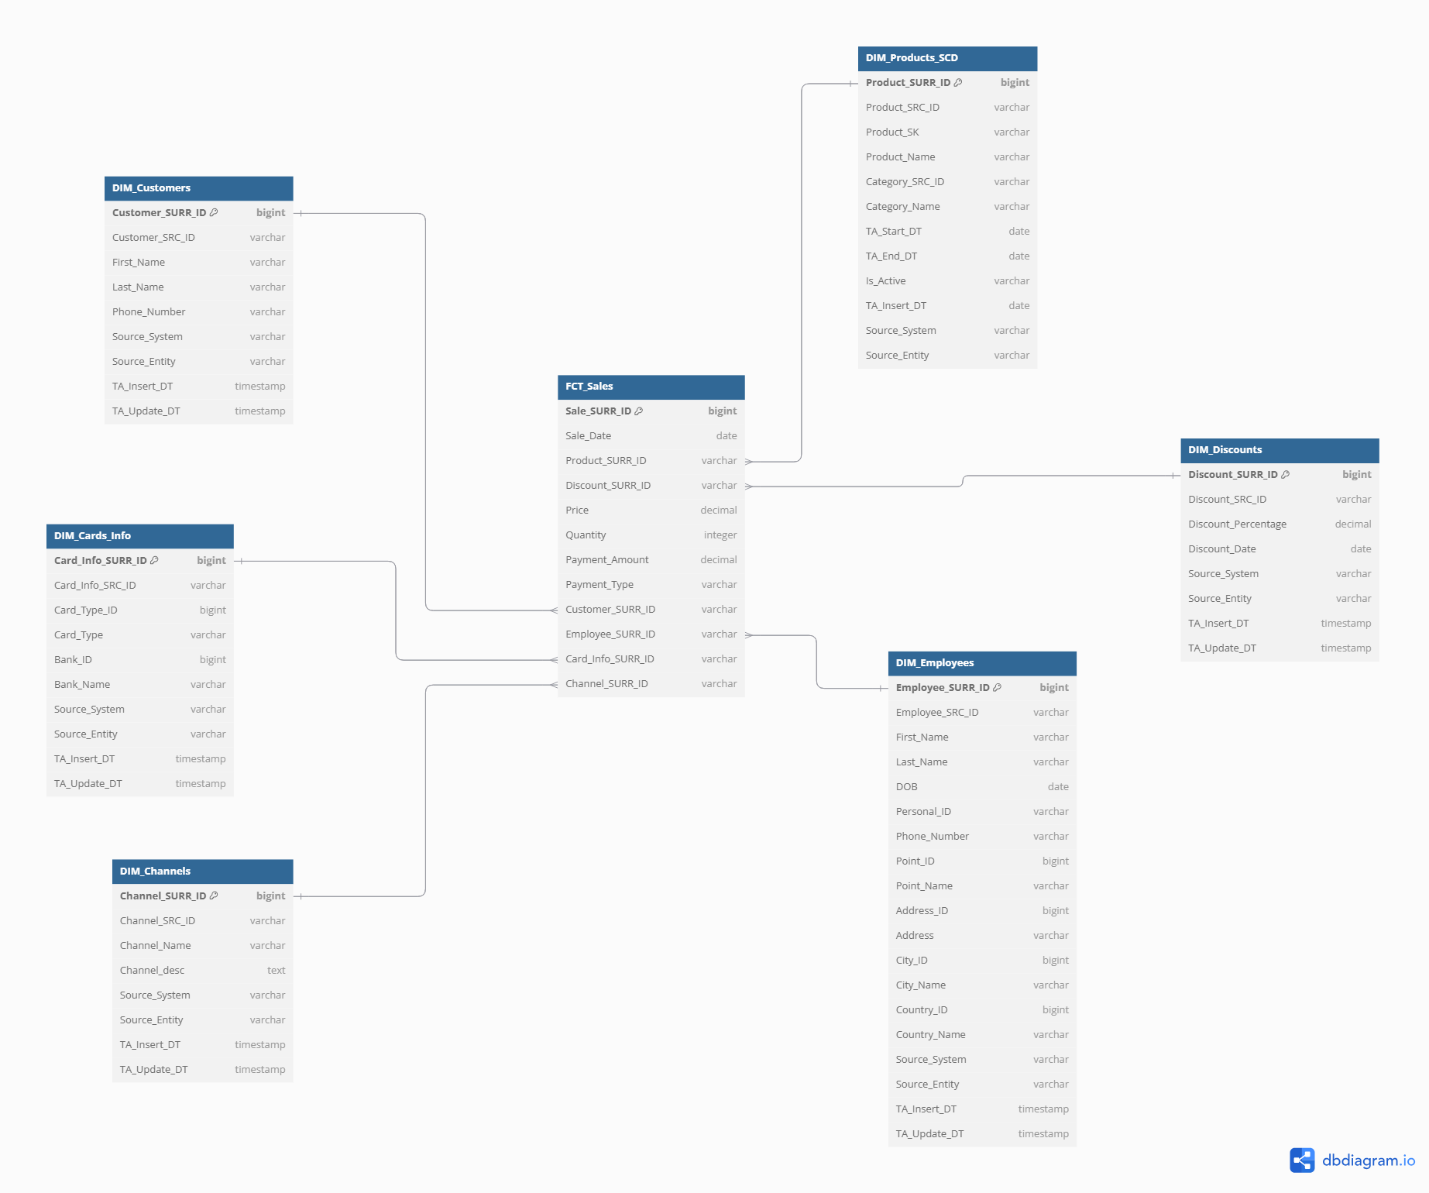 DIM_Products_SCD
Product_SURR_ID bigint
Product_SRC_ID varchar
Product_SK varchar
Product_Name varchar
Category_SRC_ID varchar
Category_Name varchar
TA_Start_DT date
TA_End_DT date
Is_Active varchar
TA_Insert_DT date
Source_System varchar
Source_Entity varchar
DIM_Customers
Customer_SURR_ID bigint
Customer_SRC_ID varchar
First_Name varchar
Last_Name varchar
Phone_Number varchar
Source_System varchar
Source_Entity varchar
TA_Insert_DT timestamp
TA_Update_DT timestamp
FCT_Sales
Sale_SURR_ID bigint
Sale_Date date
Product_SURR_ID varchar
Discount_SURR_ID varchar
Price decimal
Quantity integer
Payment_Amount decimal
Payment_Type varchar
Customer_SURR_ID varchar
Employee_SURR_ID varchar
Card_Info_SURR_ID varchar
Channel_SURR_ID varchar
DIM_Discounts
Discount_SURR_ID bigint
Discount_SRC_ID varchar
Discount_Percentage decimal
Discount_Date date
Source_System varchar
Source_Entity varchar
TA_Insert_DT timestamp
TA_Update_DT timestamp
DIM_Cards_Info
Card_Info_SURR_ID bigint
Card_Info_SRC_ID varchar
Card_Type_ID bigint
Card_Type varchar
Bank_ID bigint
Bank_Name varchar
Source_System varchar
Source_Entity varchar
TA_Insert_DT timestamp
TA_Update_DT timestamp
DIM_Employees
Employee_SURR_ID bigint
Employee_SRC_ID varchar
First_Name varchar
Last_Name varchar
DOB date
Personal_ID varchar
Phone_Number varchar
Point_ID bigint
Point_Name varchar
Address_ID bigint
Address varchar
City_ID bigint
City_Name varchar
Country_ID bigint
Country_Name varchar
Source_System varchar
Source_Entity varchar
TA_Insert_DT timestamp
TA_Update_DT timestamp
DIM_Channels
Channel_SURR_ID bigint
Channel_SRC_ID varchar
Channel_Name varchar
Channel_desc text
Source_System varchar
Source_Entity varchar
TA_Insert_DT timestamp
TA_Update_DT timestamp
dbdiagram.io